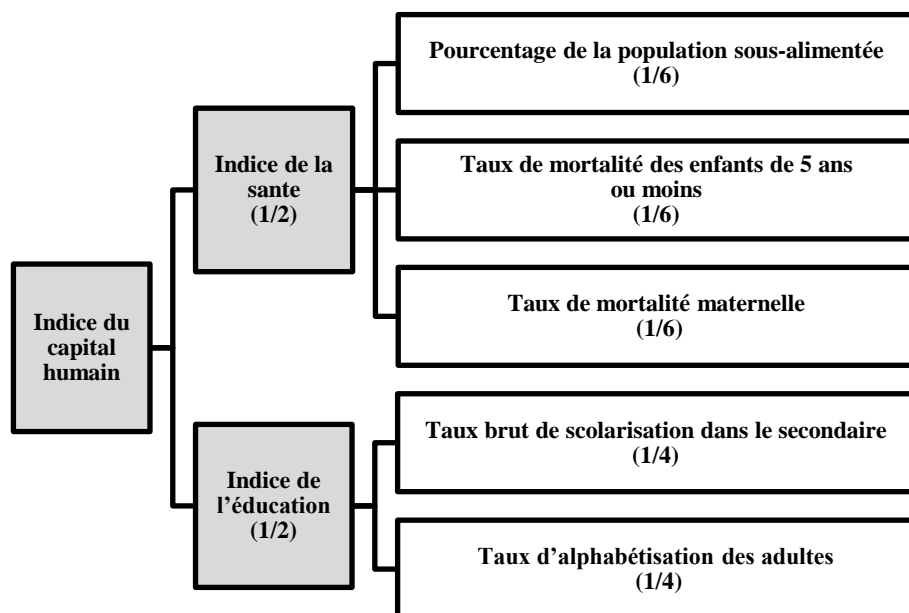 Pourcentage de la population sous-alimentée
(1/6)
Indice de la
sante
(1/2)
Taux de mortalité des enfants de 5 ans
ou moins
(1/6)
Taux de mortalité maternelle
(1/6)
Indice du
capital
humain
Taux brut de scolarisation dans le secondaire
(1/4)
Indice de
l’éducation
(1/2)
Taux d’alphabétisation des adultes
(1/4)